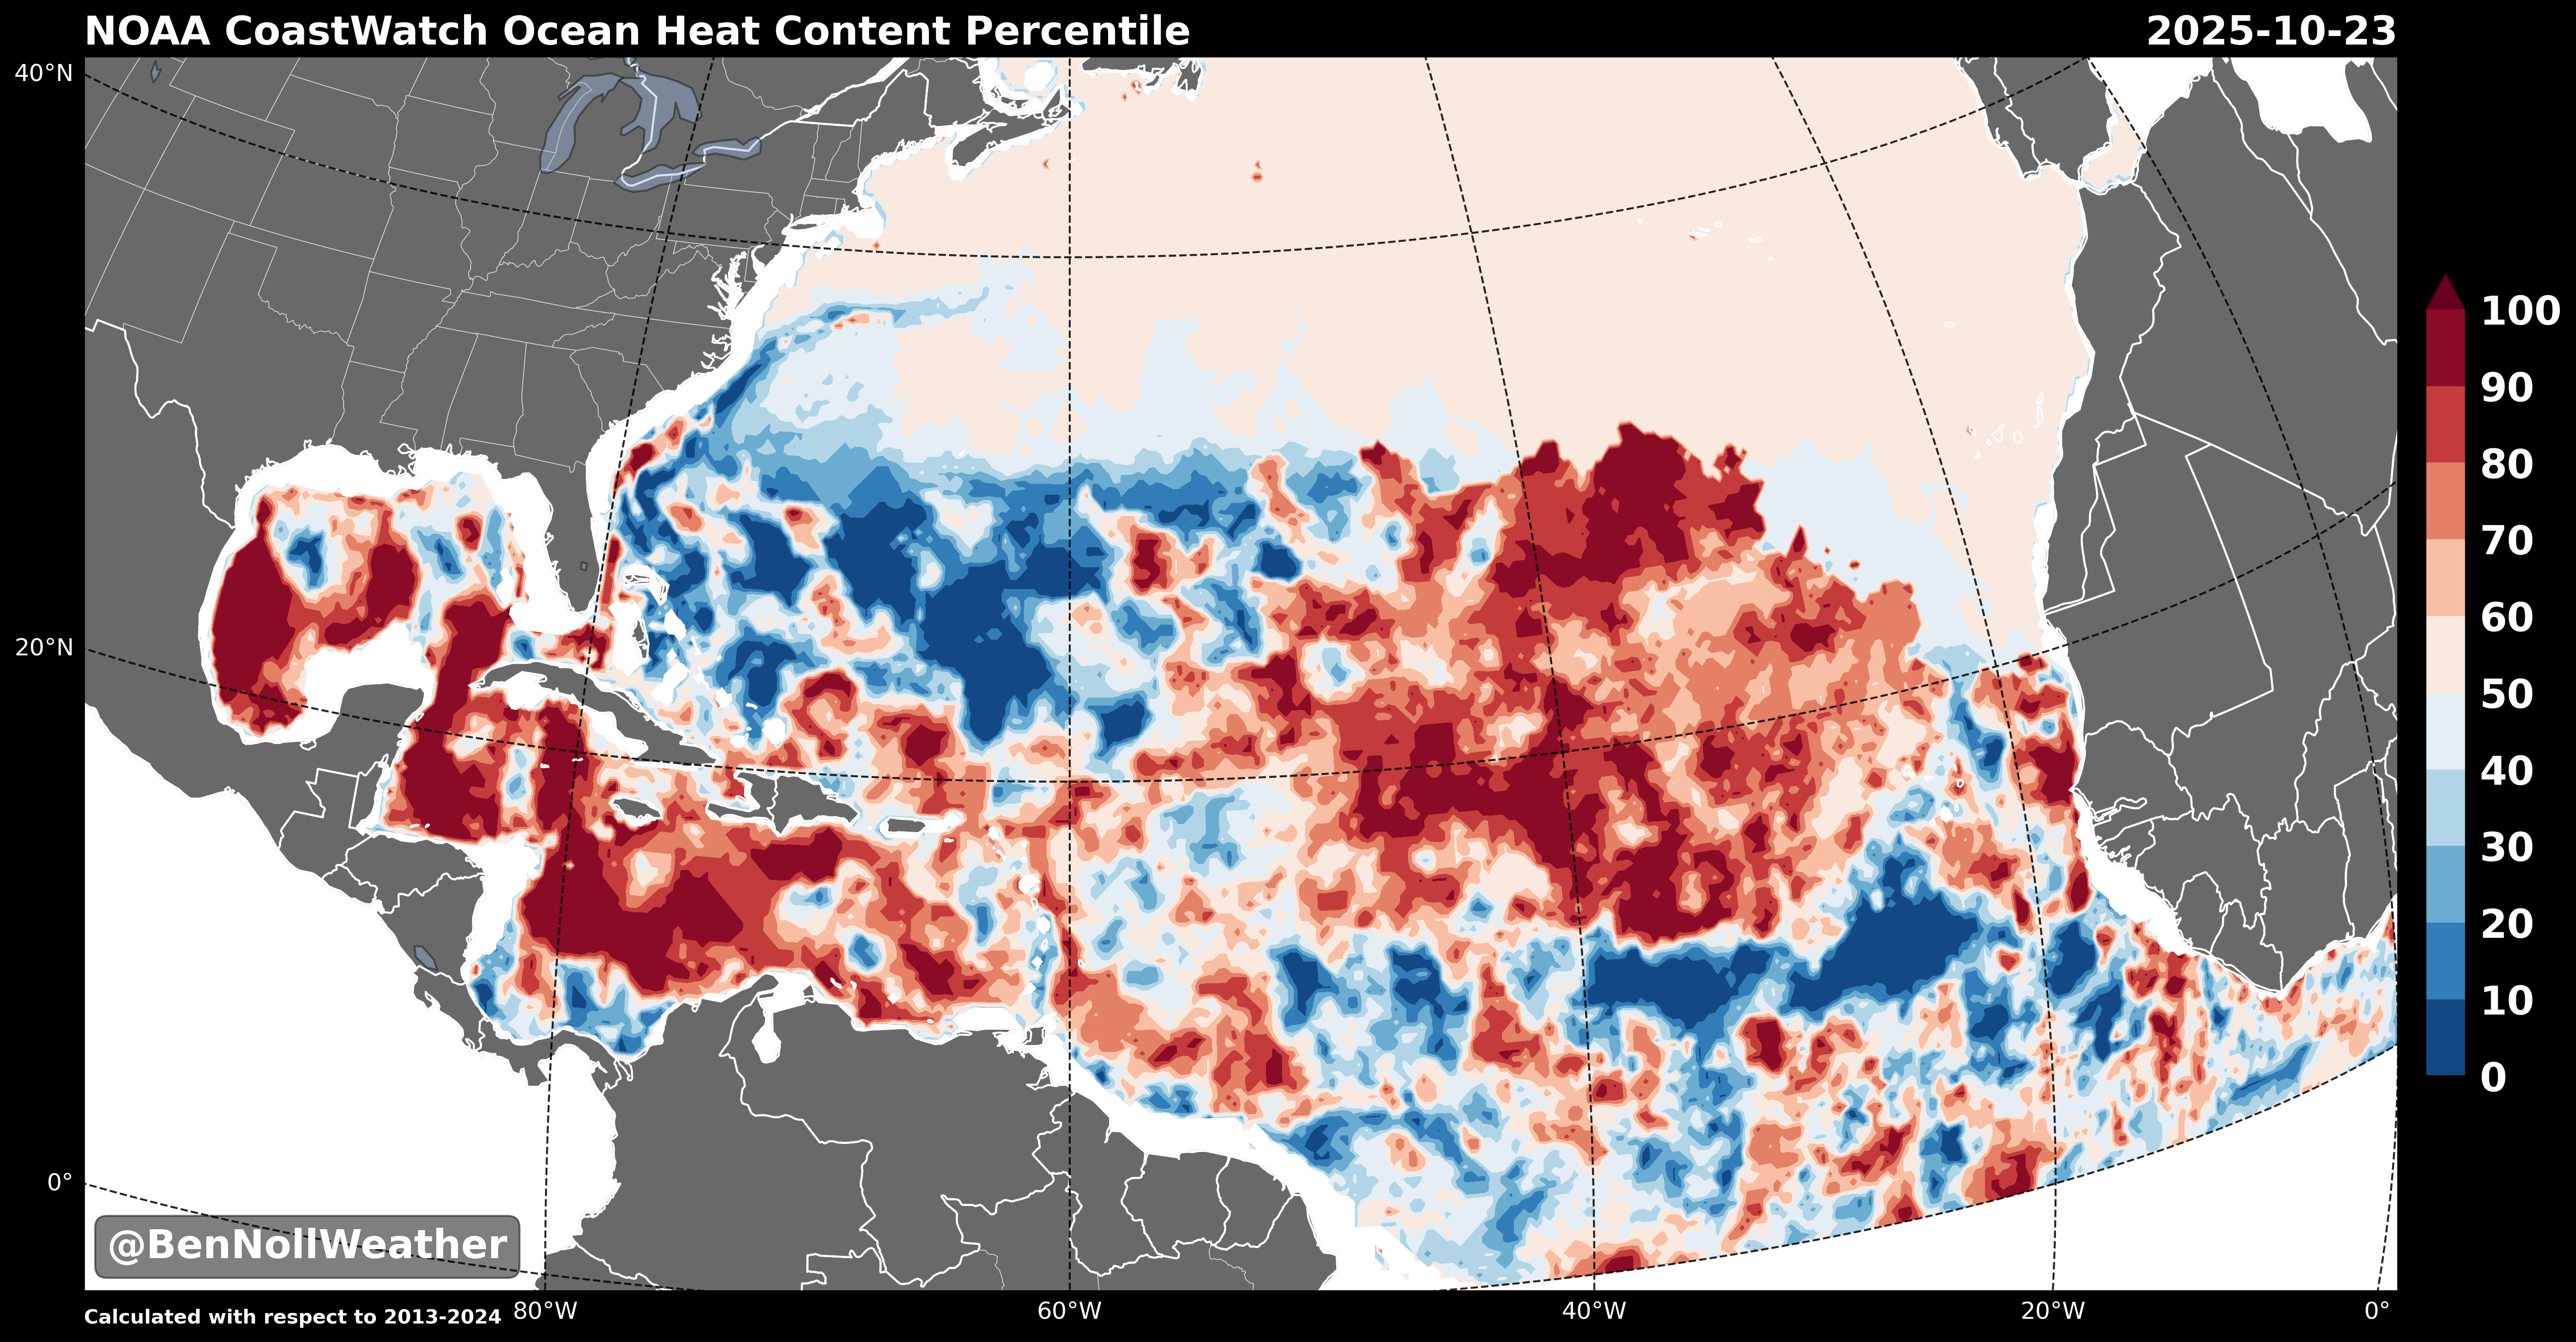 NOAA CoastWatch Ocean Heat Content Percentile
2025-10-23
40°N
20°N
0°
100
90
80
70
60
50
40
30
20
10
0
@BenNollWeather
Calculated with respect to 2013-2024
80°W
60°W
40°W
20°W
0°